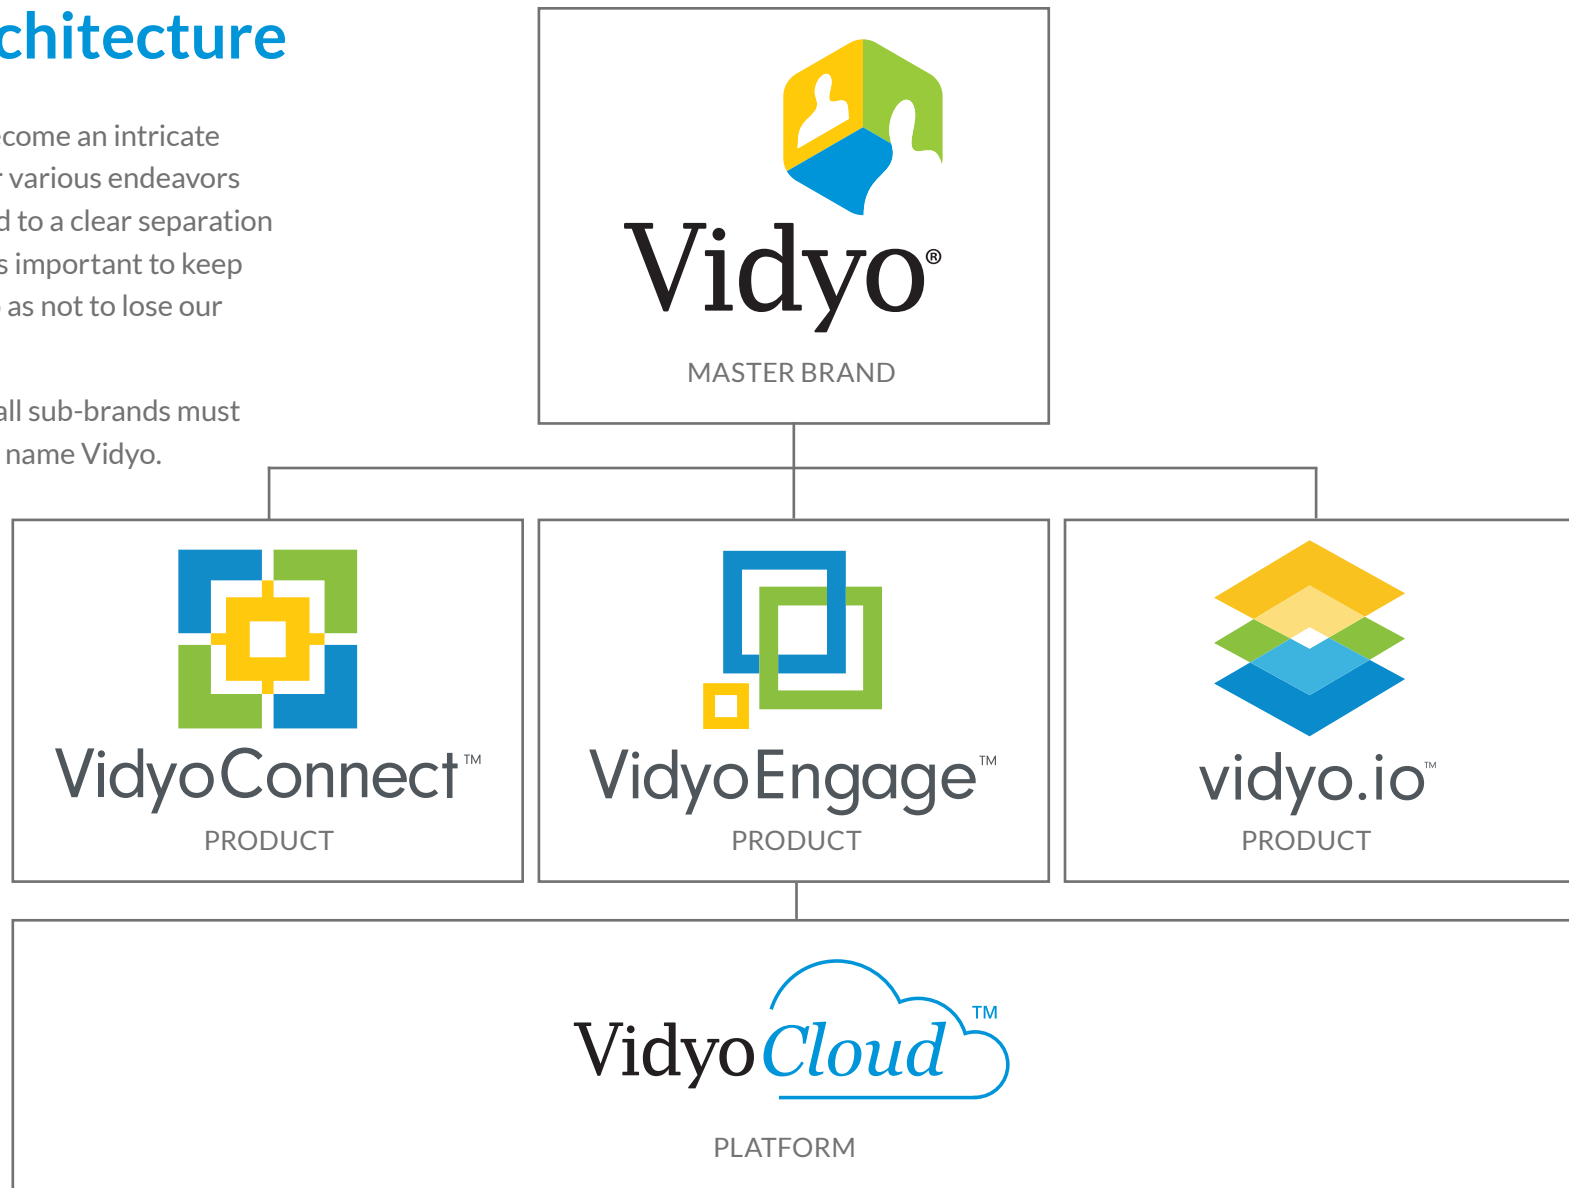 chitecture
ecome an intricate
r various endeavors
d to a clear separation
s important to keep
as not to lose our
all sub-brands must
name Vidyo.
Vidyo®
MASTER BRAND
VidyoConnect™
PRODUCT
VidyoEngage™
PRODUCT
vidyo.io™
PRODUCT
VidyoCloud™
PLATFORM